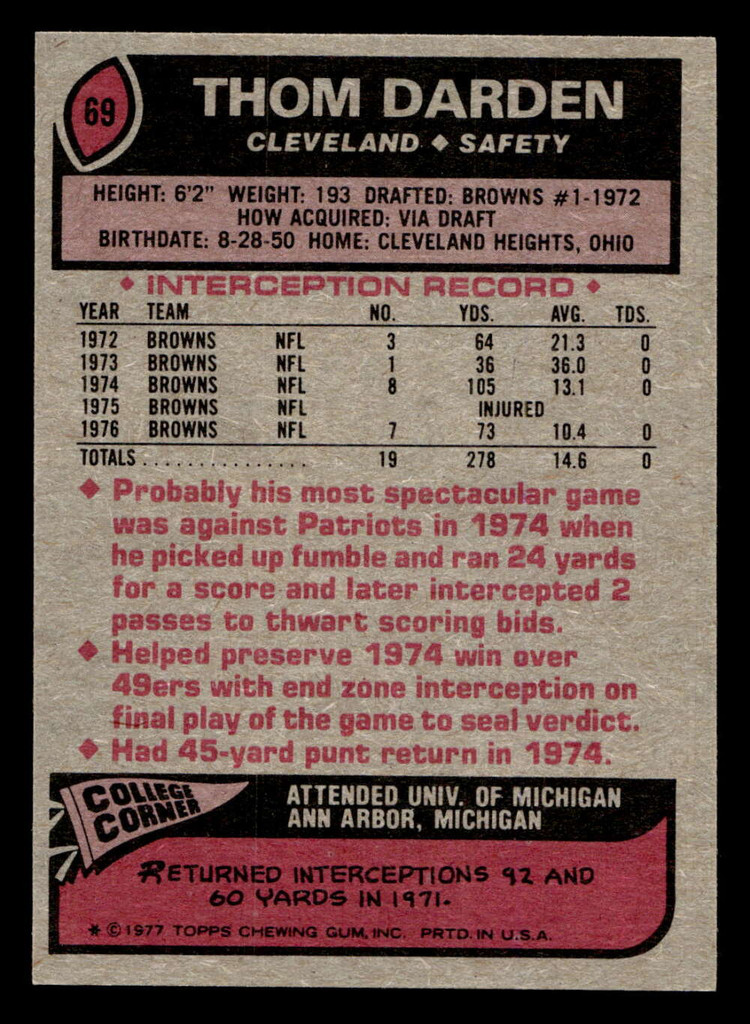 69
THOM DARDEN
CLEVELAND ◆ SAFETY
HEIGHT: 6'2" WEIGHT: 193 DRAFTED: BROWNS #1-1972
HOW ACQUIRED: VIA DRAFT
BIRTHDATE: 8-28-50 HOME: CLEVELAND HEIGHTS, OHIO
◆ INTERCEPTION RECORD ◆
YEAR TEAM NO. YDS. AVG. TDS.
1972 BROWNS NFL 3 64 21.3 0
1973 BROWNS NFL 1 36 36.0 0
1974 BROWNS NFL 8 105 13.1 0
1975 BROWNS NFL INJURED
1976 BROWNS NFL 7 73 10.4 0
TOTALS................ 19 278 14.6 0
◆ Probably his most spectacular game
was against Patriots in 1974 when
he picked up fumble and ran 24 yards
for a score and later intercepted 2
passes to thwart scoring bids.
◆ Helped preserve 1974 win over
49ers with end zone interception on
final play of the game to seal verdict.
◆ Had 45-yard punt return in 1974.
COLLEGE
CORNER
ATTENDED UNIV. OF MICHIGAN
ANN ARBOR, MICHIGAN
RETURNED INTERCEPTIONS 92 AND
60 YARDS IN 1971.
* © 1977 TOPPS CHEWING GUM, INC. PRTD. IN U.S.A.